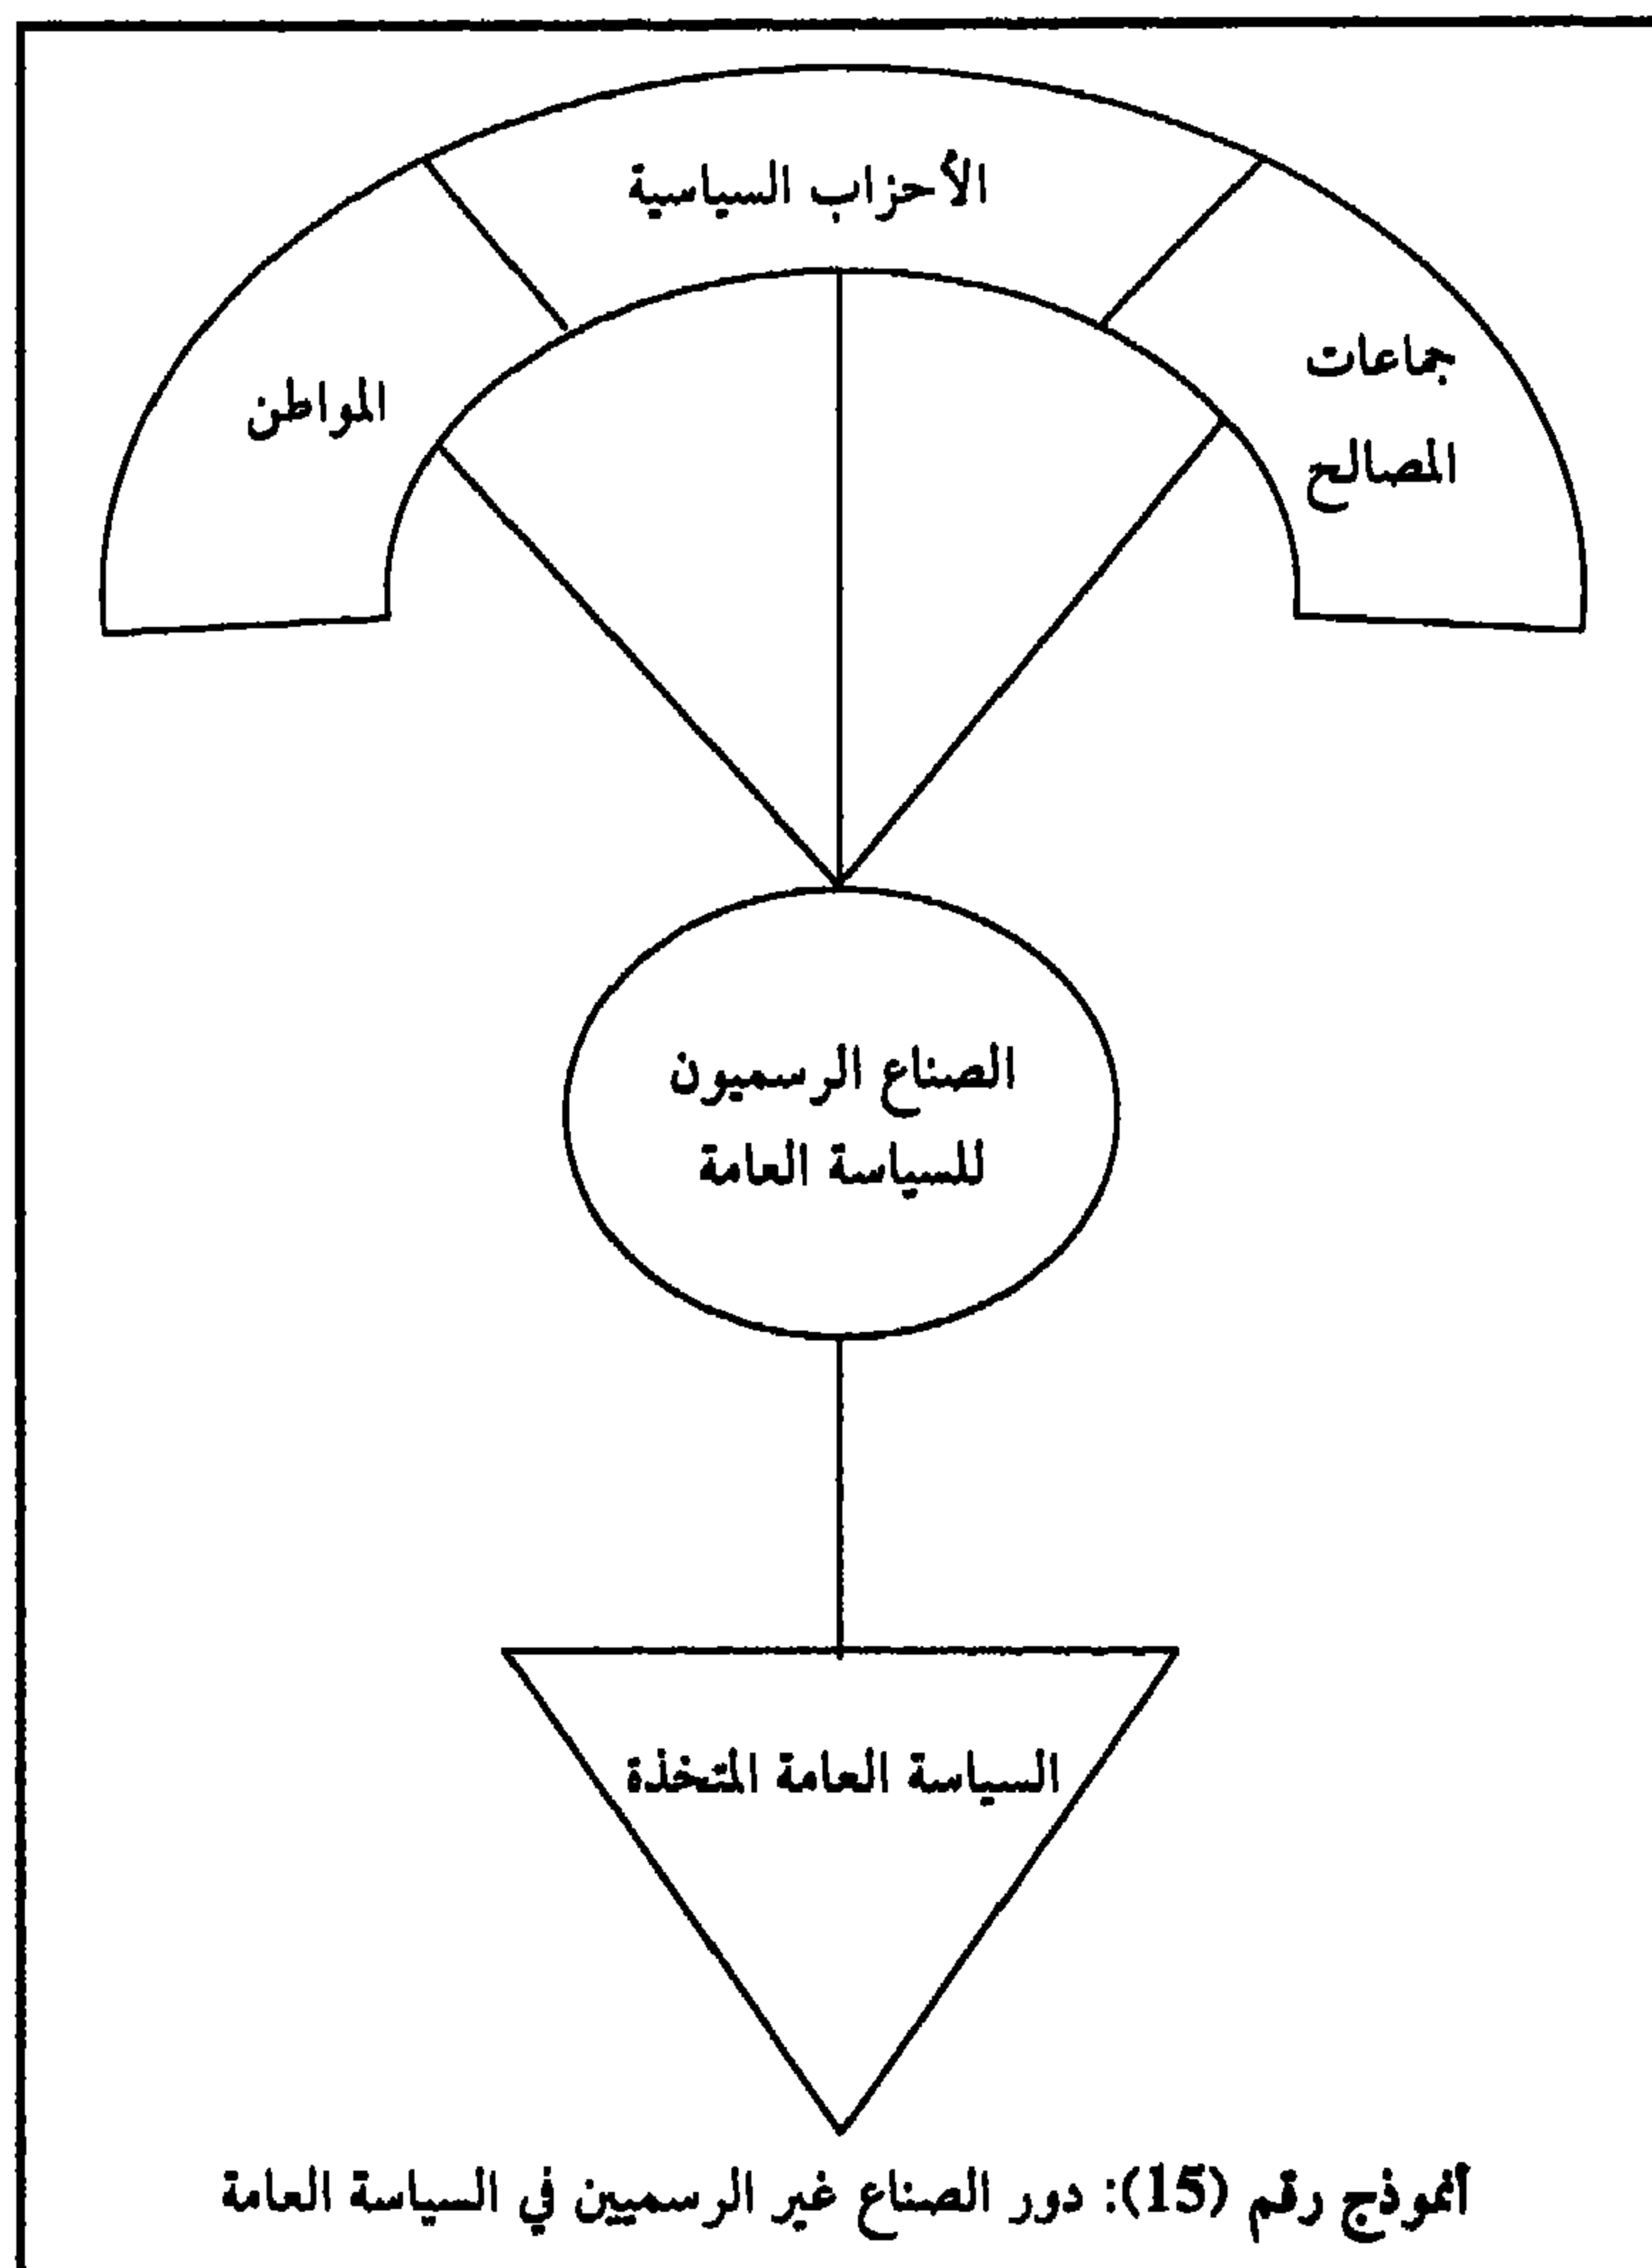 الأحزاب السياسية
جماعات
المصالح
المواطن
الصناع الرسميون
للسياسة العامة
السياسة العامة المتخذة
أنموذج رقم (15): دور الصناع غير الرسميين في السياسة العامة